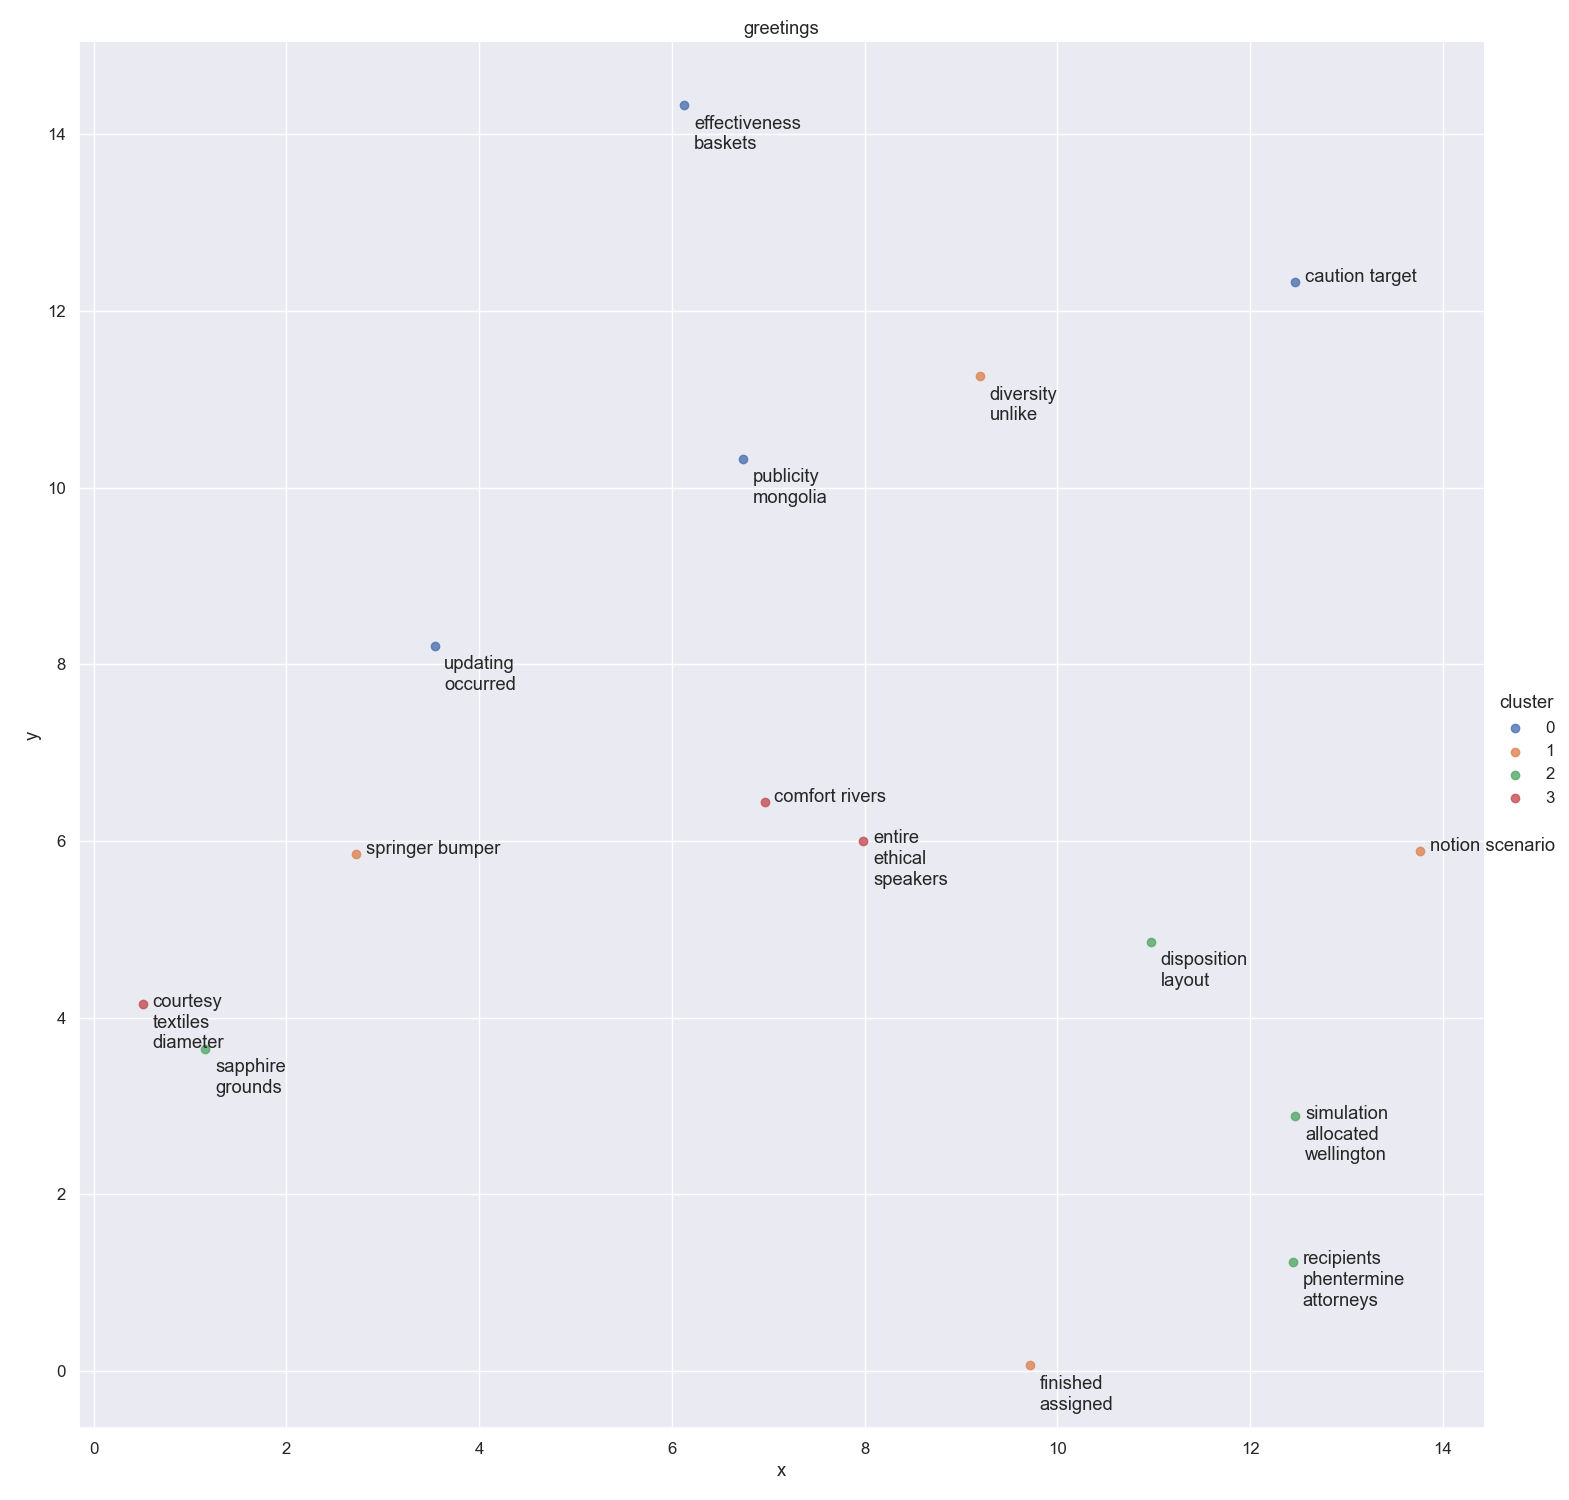 greetings
14
12
10
8
6
4
2
0
y
effectiveness
baskets
caution target
diversity
unlike
publicity
mongolia
updating
occurred
comfort rivers
springer bumper
entire
ethical
speakers
notion scenario
disposition
layout
courtesy
textiles
diameter
sapphire
grounds
simulation
allocated
wellington
recipients
phentermine
attorneys
finished
assigned
cluster
0
1
2
3
0 2 4 6 8 10 12 14
x